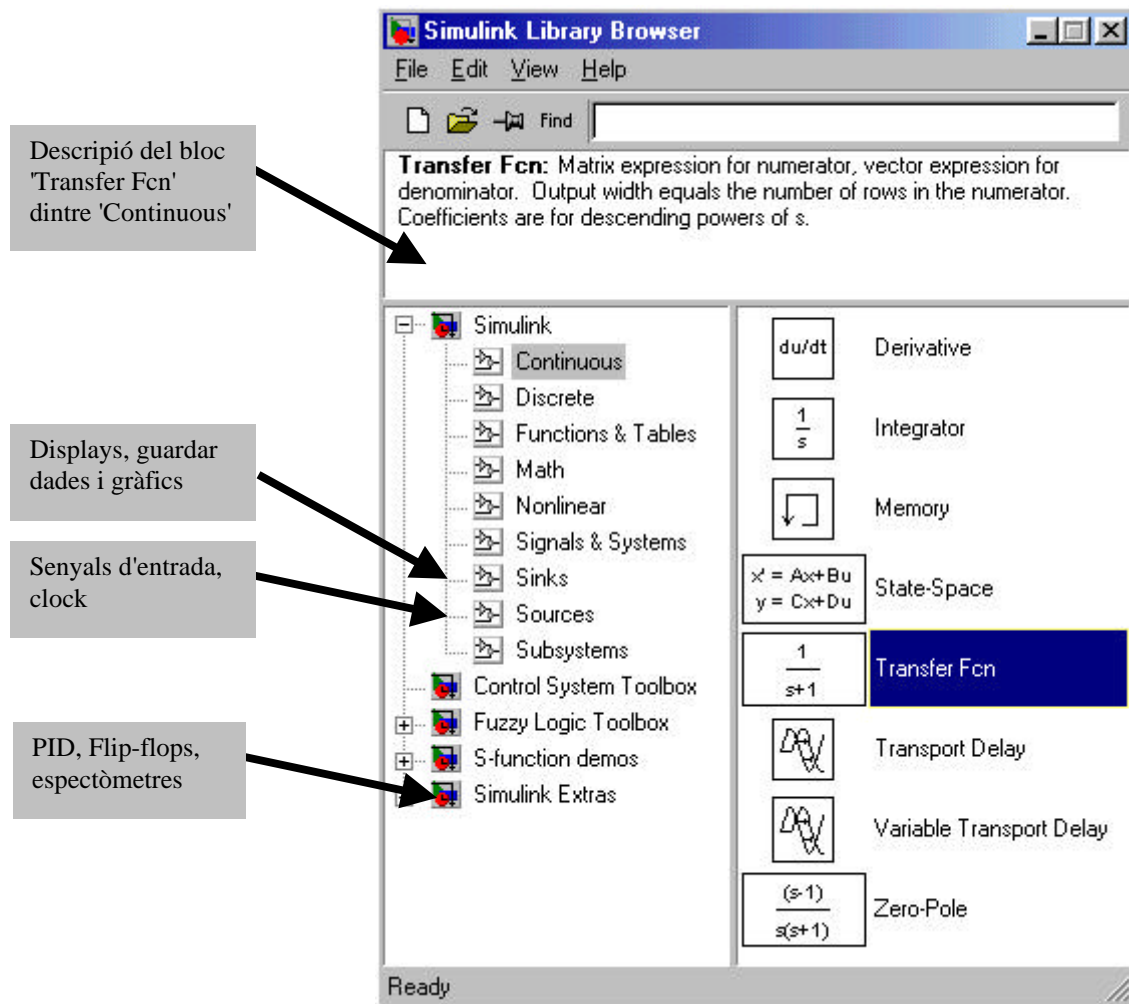 Simulink Library Browser
File Edit View Help
Find
Descripió del bloc
'Transfer Fcn'
dintre 'Continuous'
Transfer Fcn: Matrix expression for numerator, vector expression for
denominator. Output width equals the number of rows in the numerator.
Coefficients are for descending powers of s.
Displays, guardar
dades i gràfics
Senyals d'entrada,
clock
PID, Flip-flops,
espectòmetres
Simulink
Continuous
Discrete
Functions & Tables
Math
Nonlinear
Signals & Systems
Sinks
Sources
Subsystems
Control System Toolbox
Fuzzy Logic Toolbox
S-function demos
Simulink Extras
du/dt Derivative
1
s
Integrator
Memory
x' = Ax+Bu
y = Cx+Du
State-Space
1
s+1
Transfer Fcn
Transport Delay
Variable Transport Delay
(s-1)
s(s+1)
Zero-Pole
Ready